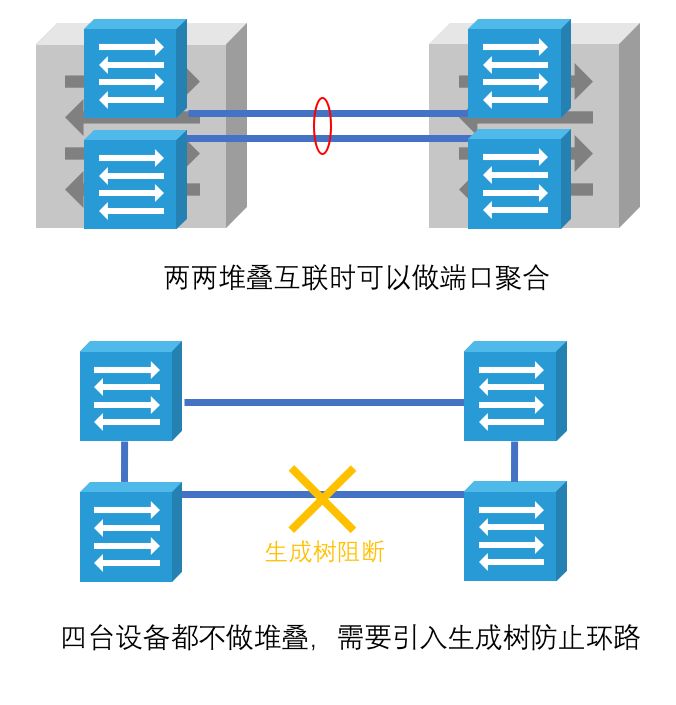 两两堆叠互联时可以做端口聚合
生成树阻断
四台设备都不做堆叠，需要引入生成树防止环路